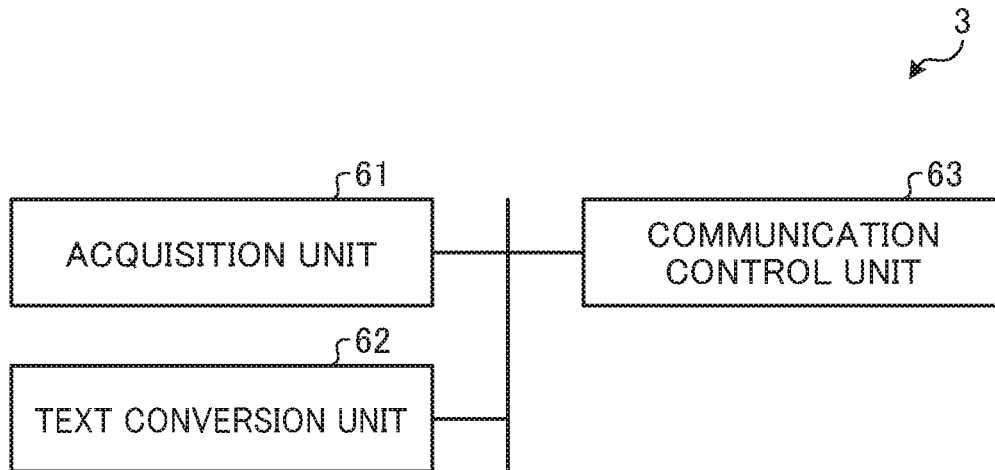 3
61
ACQUISITION UNIT
63
COMMUNICATION
CONTROL UNIT
62
TEXT CONVERSION UNIT